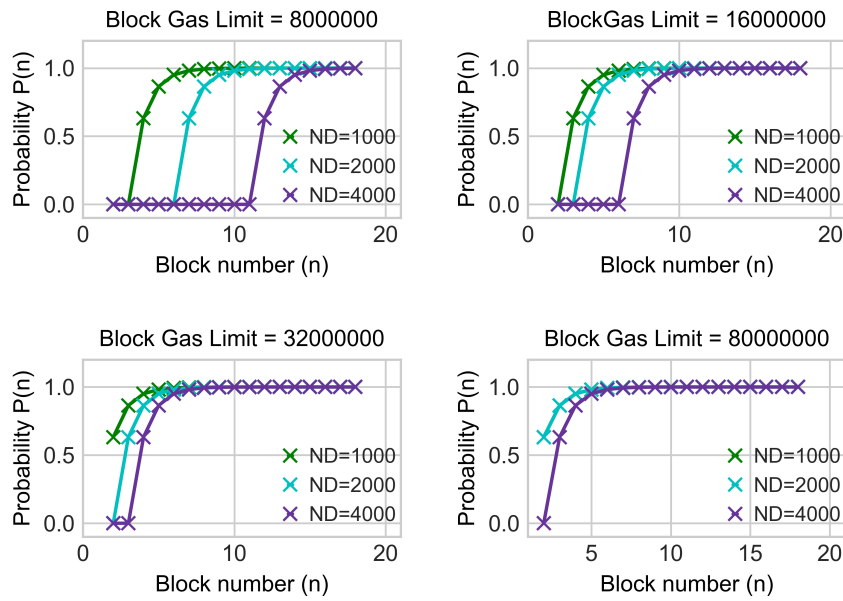 Block Gas Limit = 8000000
Probability P(n)
1.0
0.5
0.0
ND=1000
ND=2000
ND=4000
0
10
20
Block number (n)
BlockGas Limit = 16000000
Probability P(n)
1.0
0.5
0.0
ND=1000
ND=2000
ND=4000
0
10
20
Block number (n)
Block Gas Limit = 32000000
Probability P(n)
1.0
0.5
0.0
ND=1000
ND=2000
ND=4000
0
10
20
Block number (n)
Block Gas Limit = 80000000
Probability P(n)
1.0
0.5
0.0
ND=1000
ND=2000
ND=4000
5
10
15
20
Block number (n)